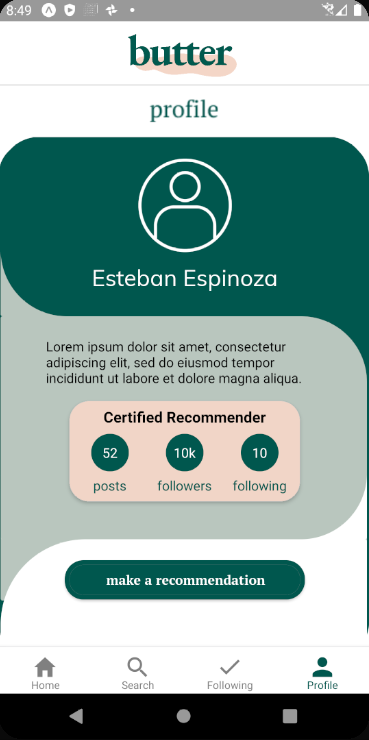 8:49
butter
profile
Esteban Espinoza
Lorem ipsum dolor sit amet, consectetur
adipiscing elit, sed do eiusmod tempor
incididunt ut labore et dolore magna aliqua.
Certified Recommender
52 10k 10
posts followers following
make a recommendation
Home Search Following Profile